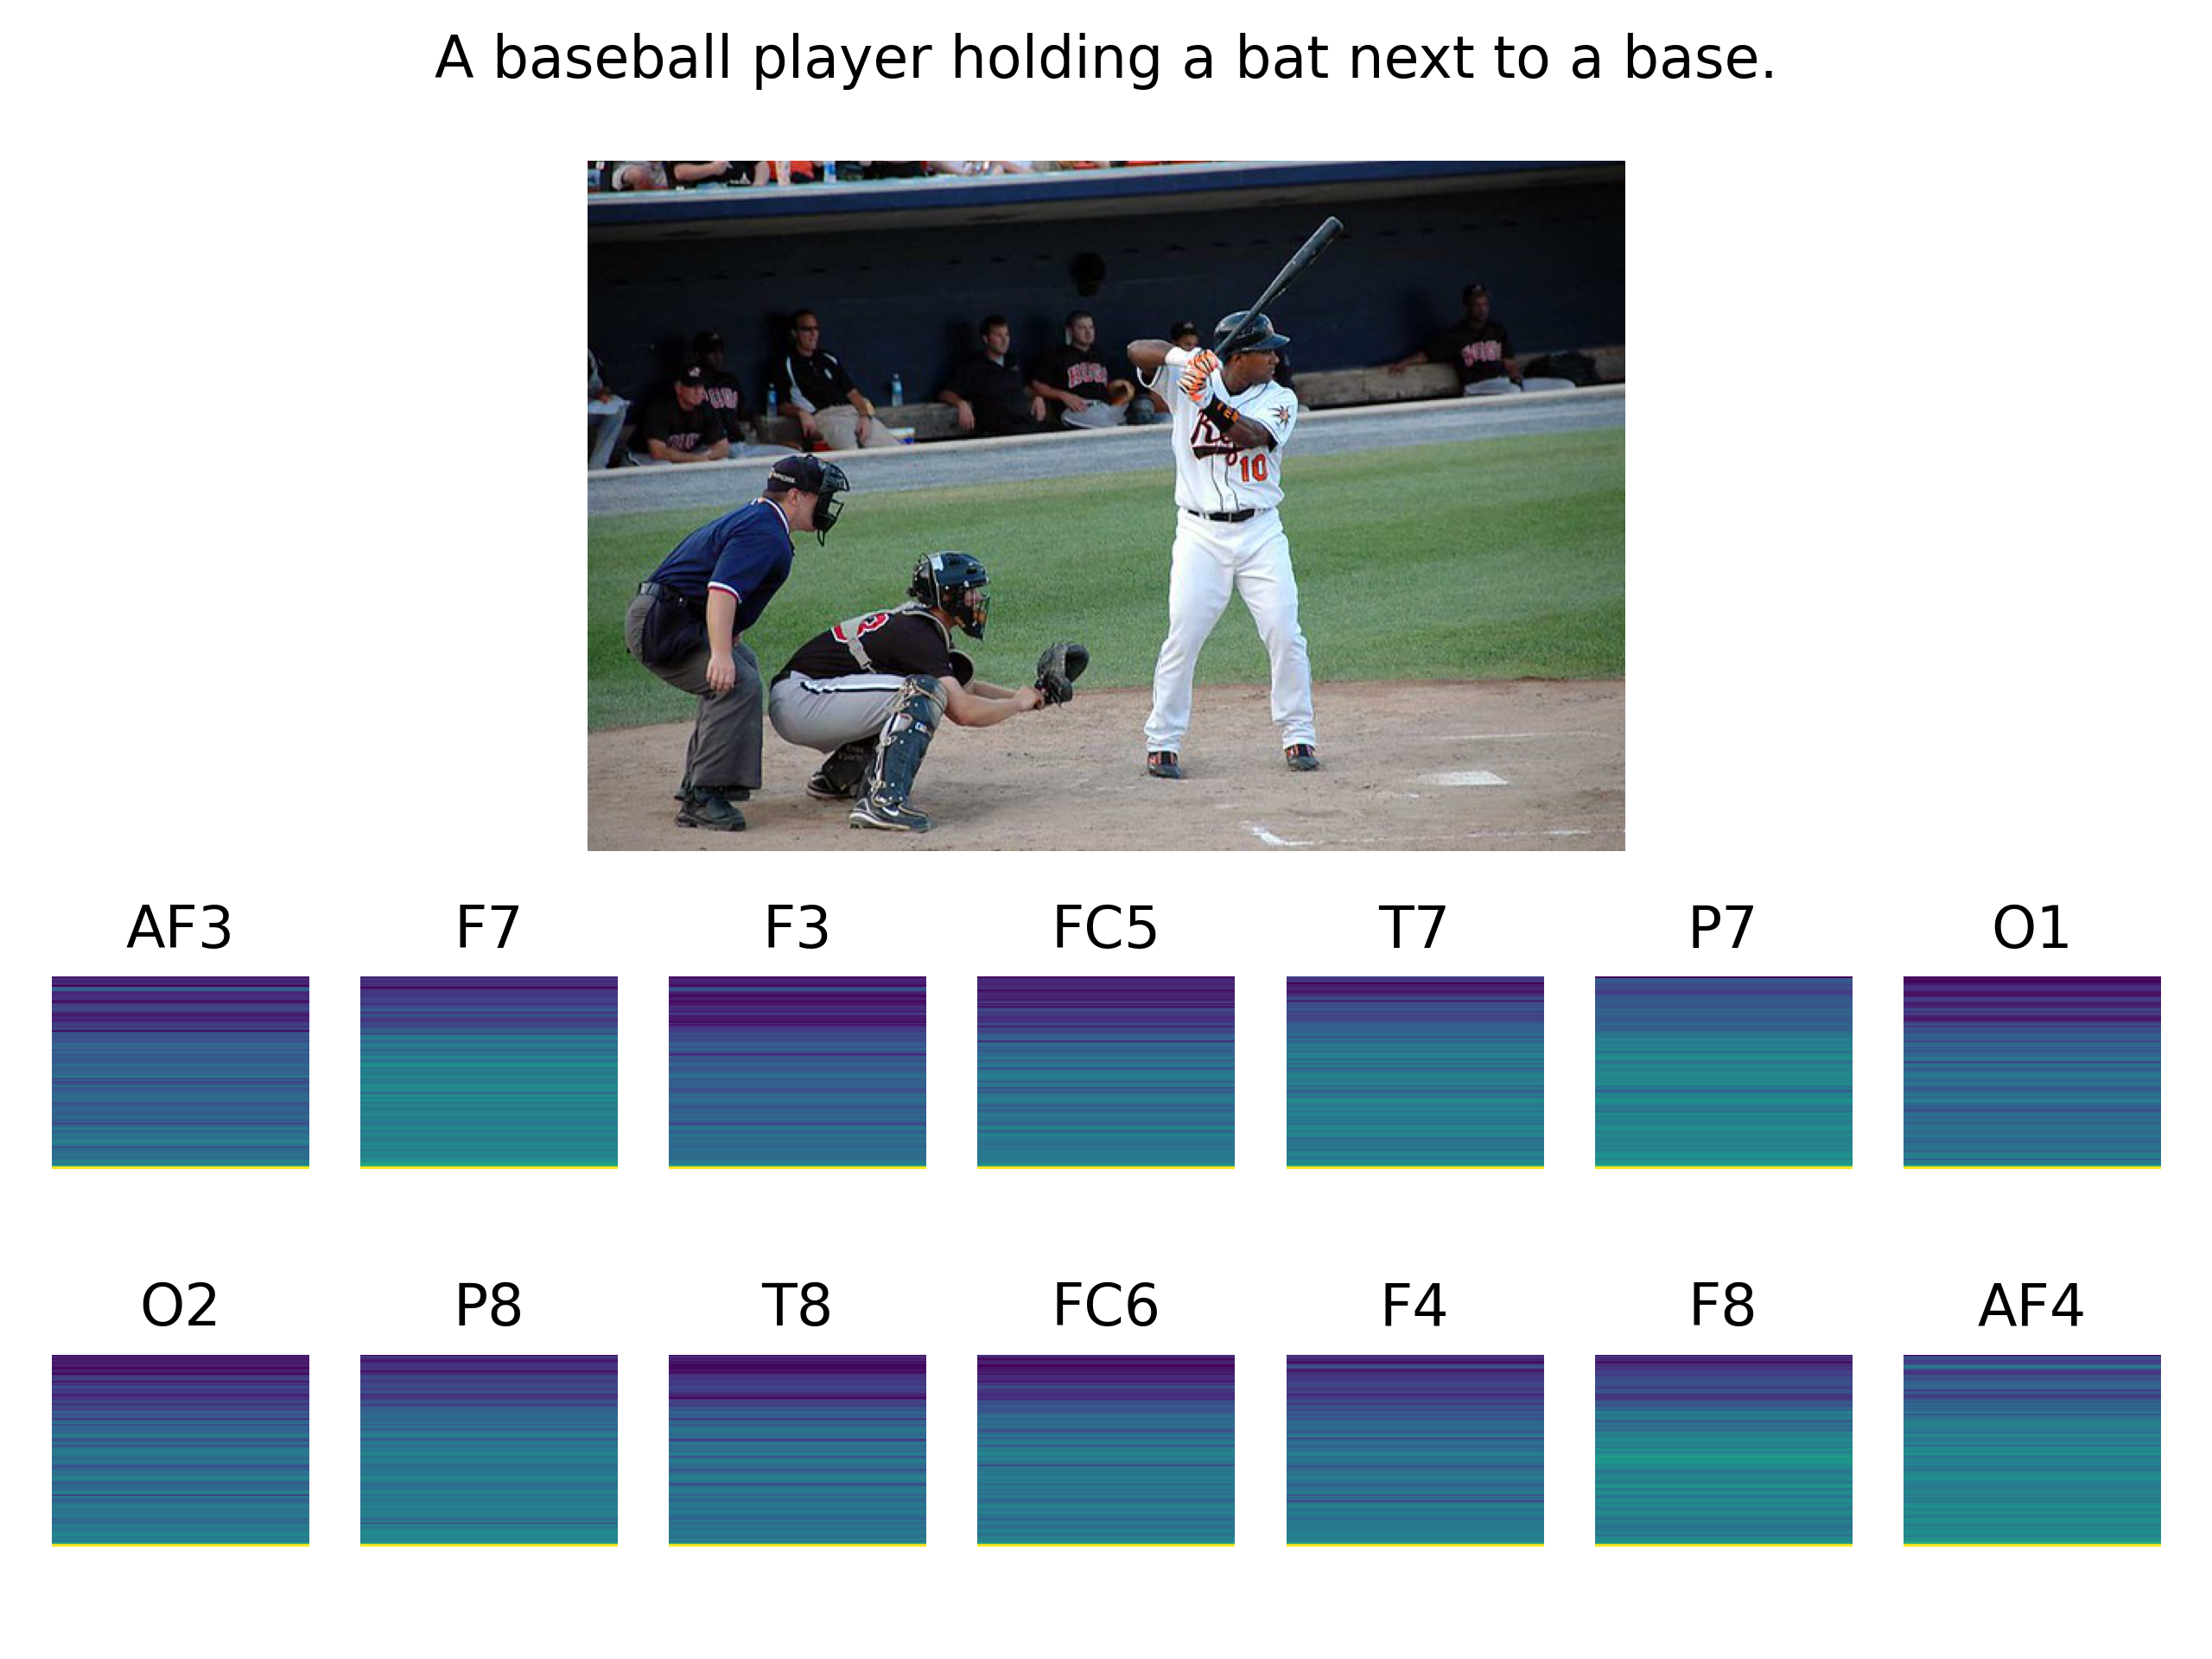 A baseball player holding a bat next to a base.
10
AF3 F7 F3 FC5 T7 P7 O1
O2 P8 T8 FC6 F4 F8 AF4